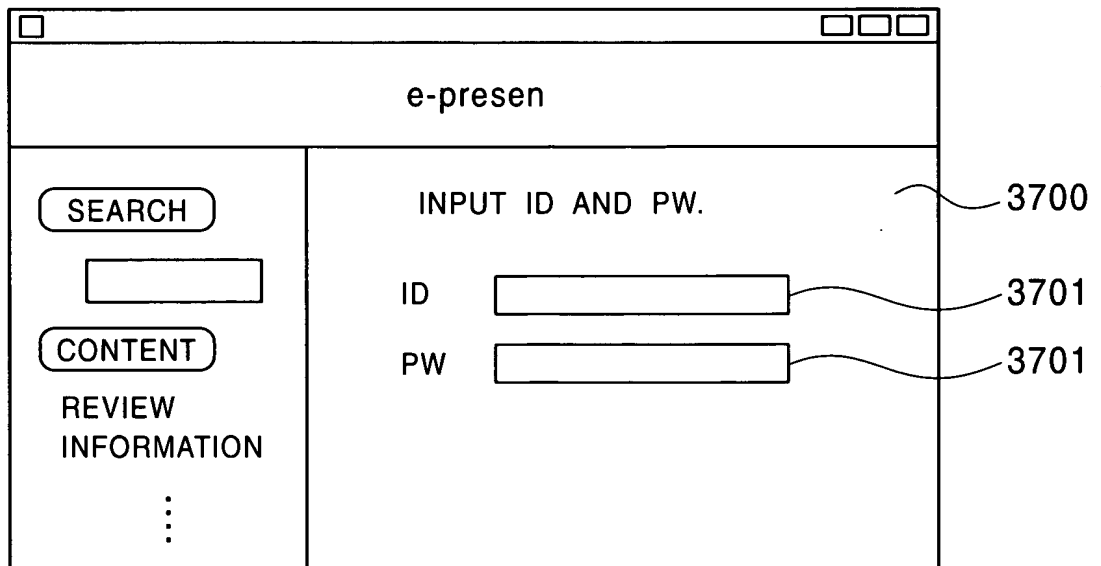 e-presen
SEARCH
CONTENT
REVIEW
INFORMATION
INPUT ID AND PW.
ID
PW
3700
3701
3701